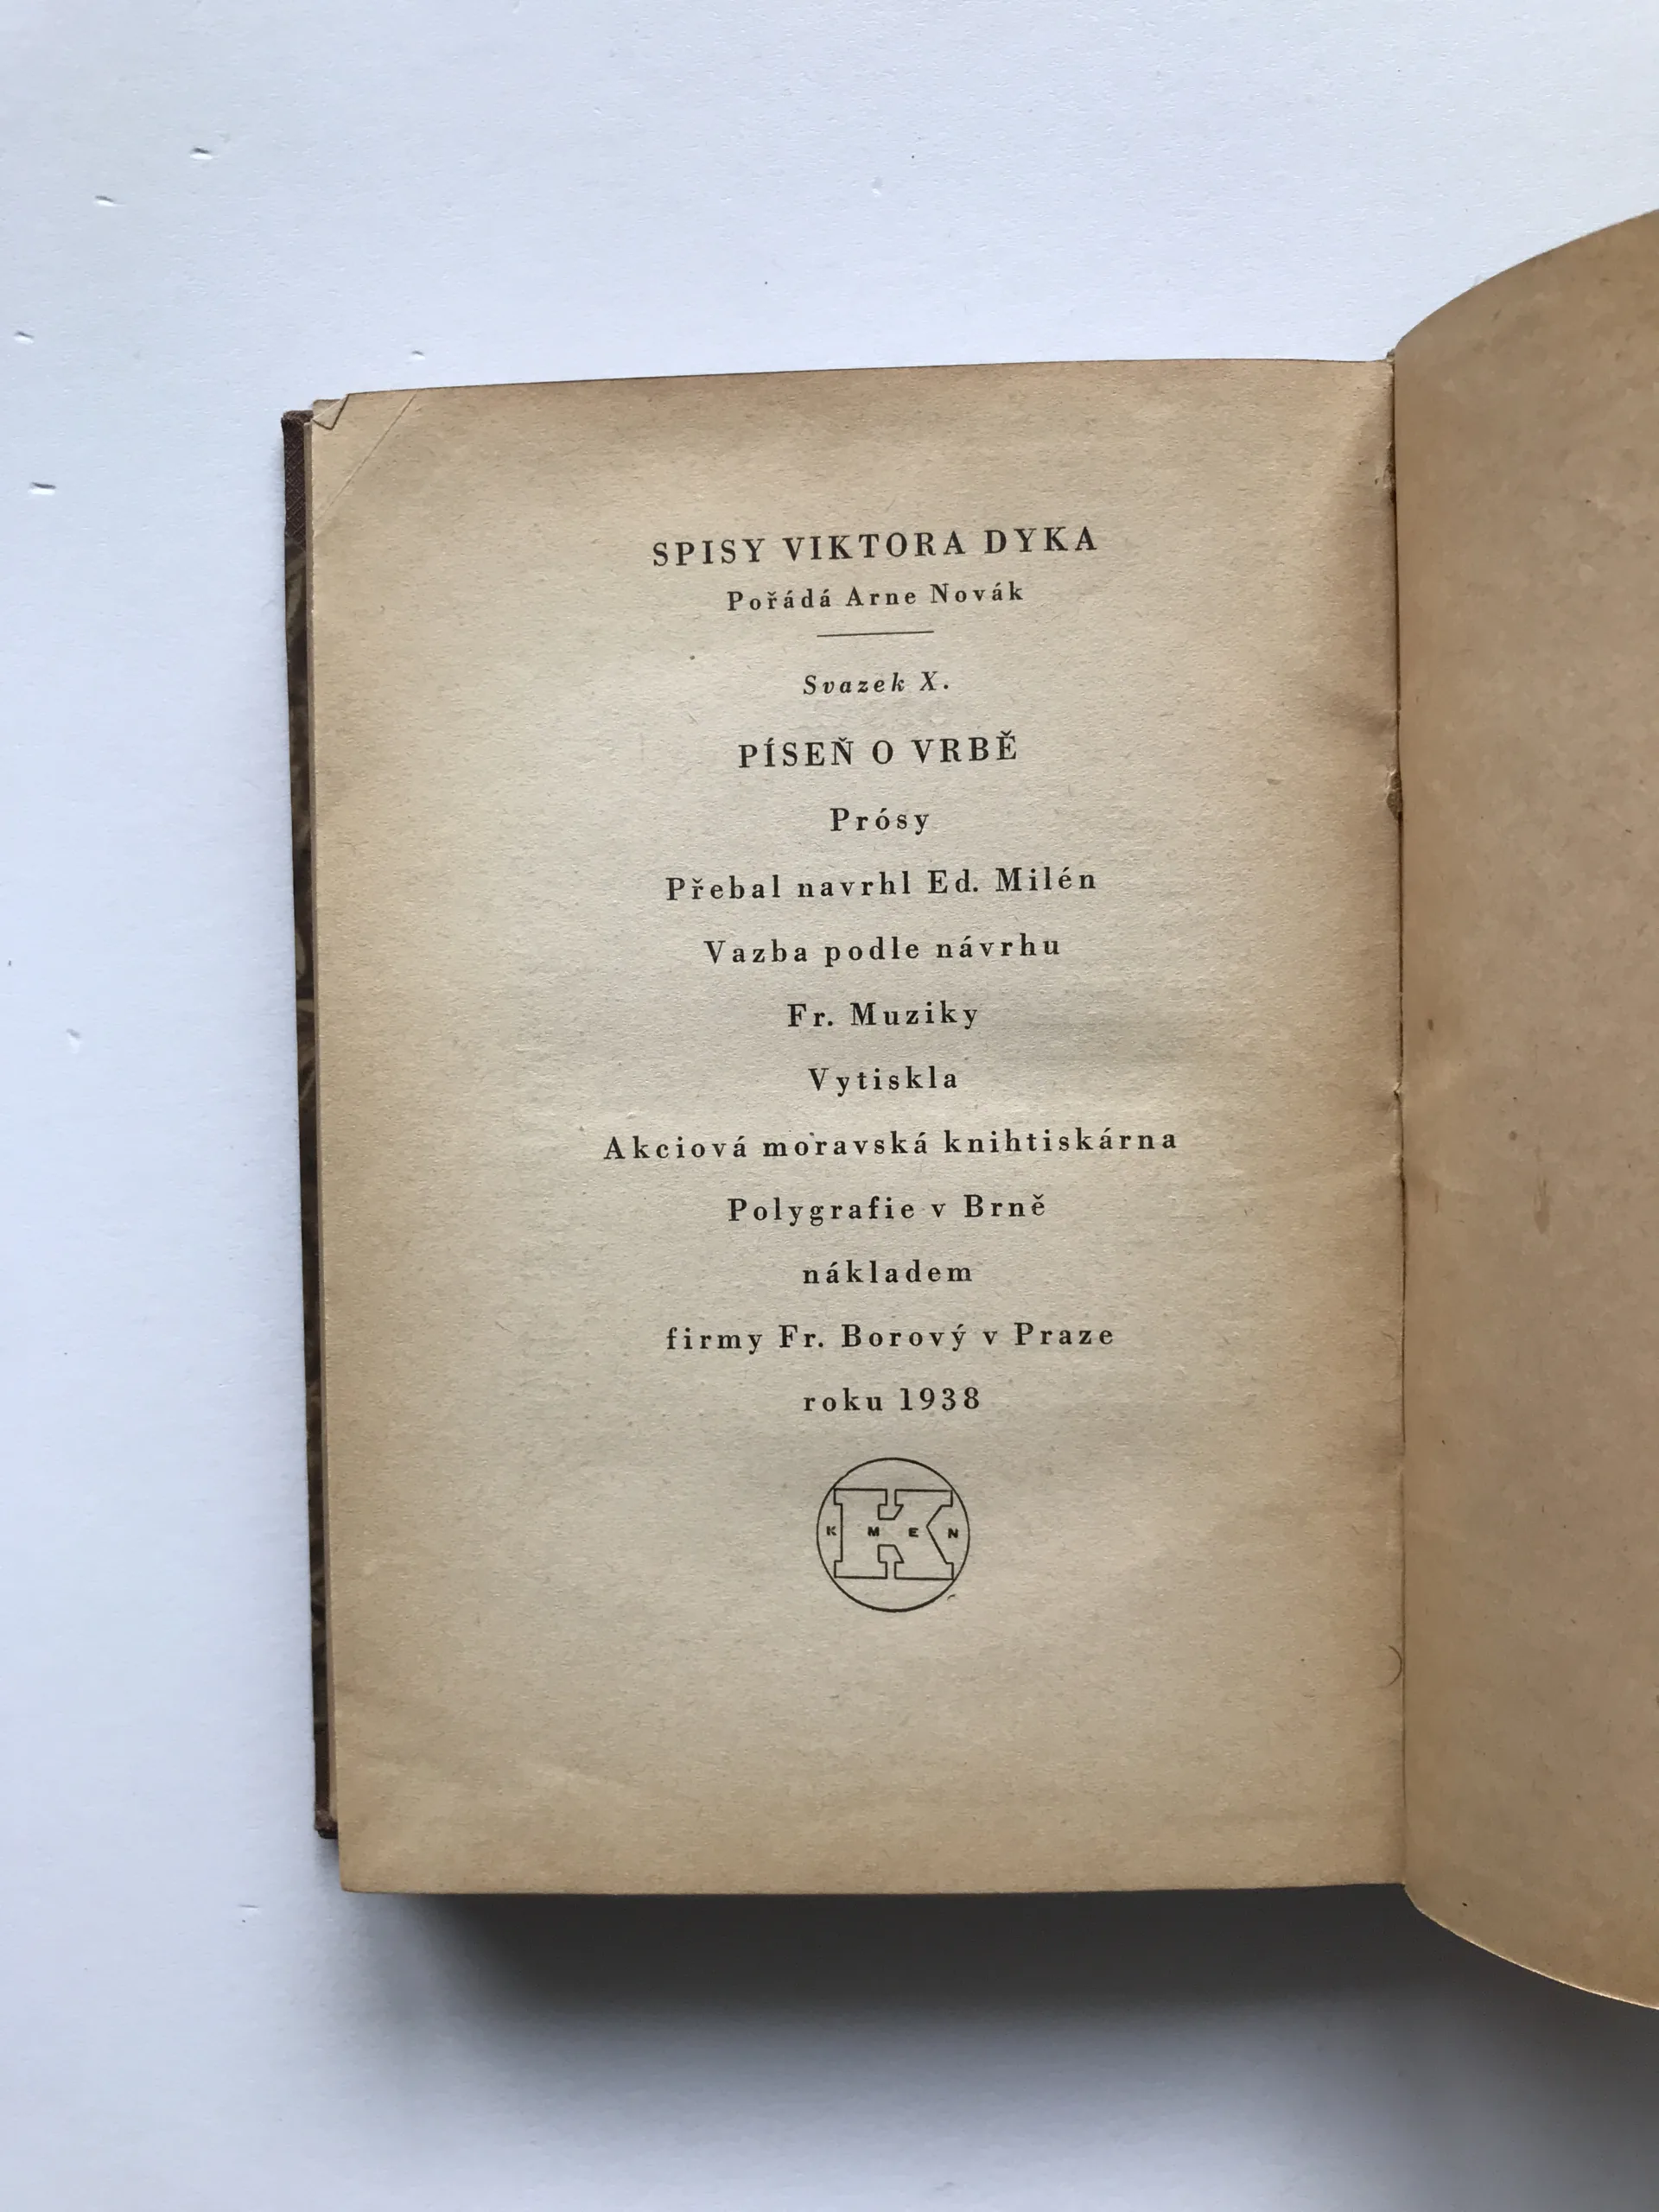 SPISY VIKTORA DYKA
Pořádá Arne Novák
Svazek X.
PÍSEŇ O VRBĚ
Prósy
Přebal navrhl Ed. Milén
Vazba podle návrhu
Fr. Muziky
Vytiskla
Akciová moravská knihtiskárna
Polygrafie v Brně
nákladem
firmy Fr. Borový v Praze
roku 1938
K M E N